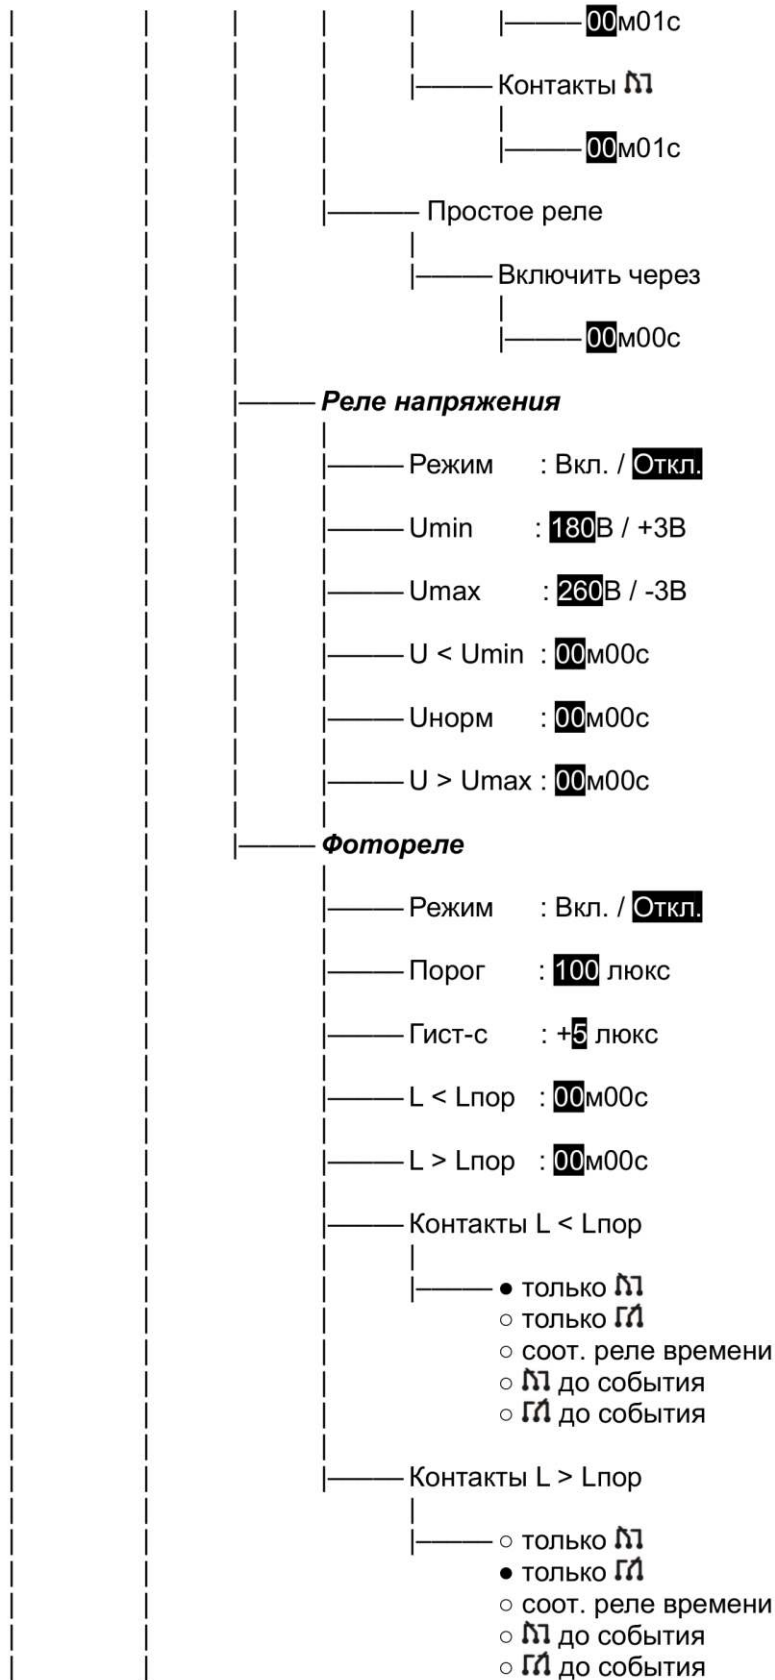 00м01с
Контакты
00м01с
Простое реле
Включить через
00м00с
Реле напряжения
Режим : Вкл. / Откл.
Umin : 180В / +3В
Umax : 260В / -3В
U < Umin : 00м00с
Uнорм : 00м00с
U > Umax : 00м00с
Фотореле
Режим : Вкл. / Откл.
Порог : 100 люкс
Гист-с : +5 люкс
L < Lпор : 00м00с
L > Lпор : 00м00с
Контакты L < Lпор
● только
○ только
○ соот. реле времени
○ до события
○ до события
Контакты L > Lпор
○ только
● только
○ соот. реле времени
○ до события
○ до события